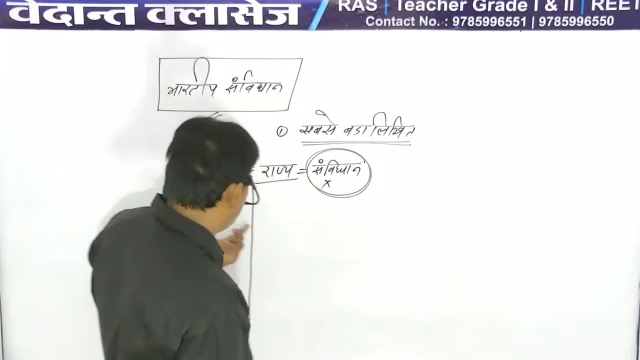 वेदान्त क्लासेज
RAS | Teacher Grade I & II | REET
Contact No. : 9785996551 | 9785996550
भारतीय संविधान
① सबसे बडा लिखित
= राज्य = संविधान
x